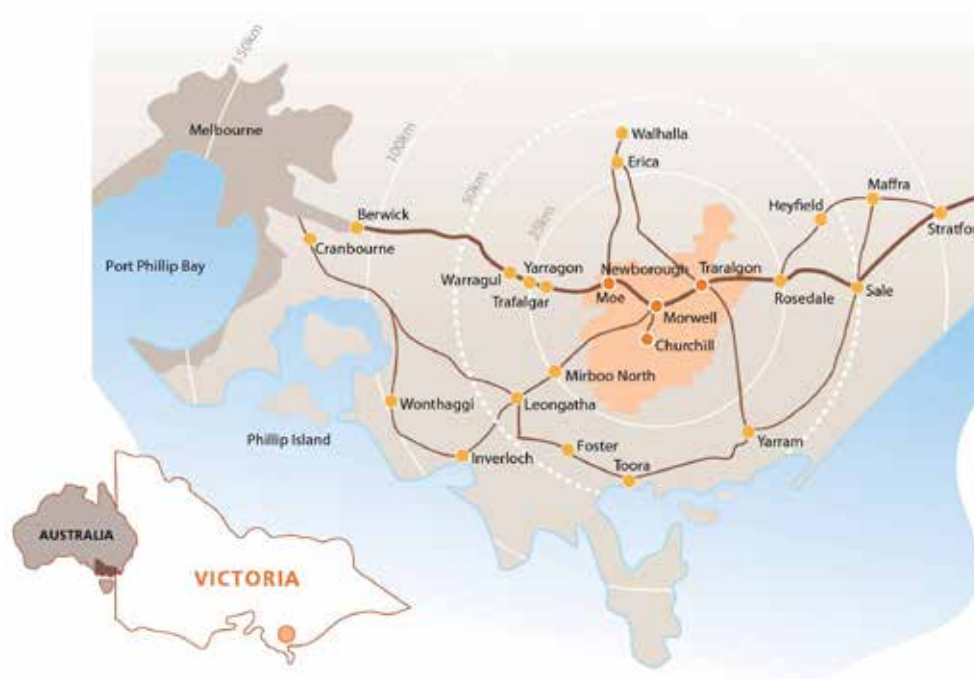 150km
Melbourne
100km
Walhalla
Erica
50km
Maffra
Heyfield
Berwick
25km
Stratfor
Cranbourne
Port Phillip Bay
Yarragon
Newborough
Traralgon
Warragul
Trafalgar
Moe
Rosedale
Sale
Morwell
Churchill
Mirboo North
Wonthaggi
Leongatha
Phillip Island
Foster
Yarram
Inverloch
Toora
AUSTRALIA
VICTORIA